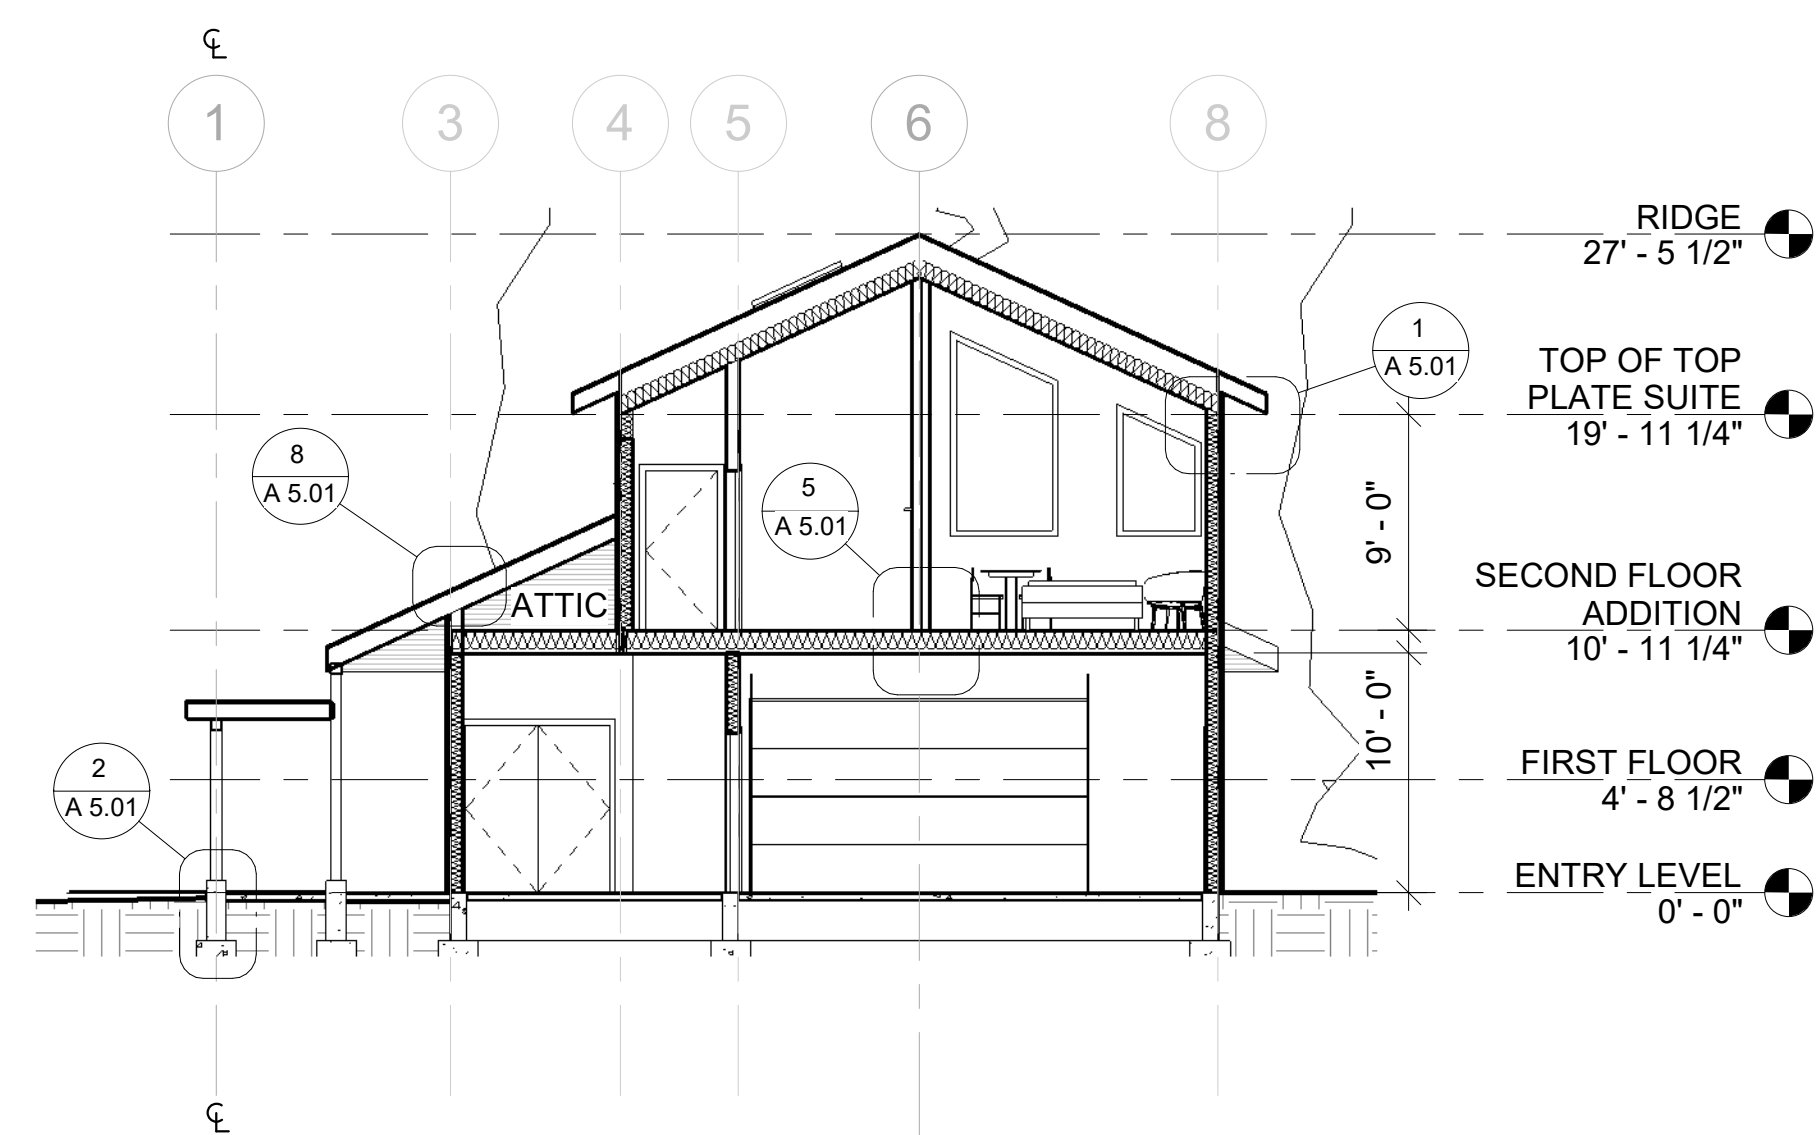 ℄
1 3 4 5 6 8
RIDGE
27' - 5 1/2"
1
A 5.01
TOP OF TOP
PLATE SUITE
19' - 11 1/4"
8
A 5.01
5
A 5.01
9' - 0"
ATTIC
SECOND FLOOR
ADDITION
10' - 11 1/4"
10' - 0"
2
A 5.01
FIRST FLOOR
4' - 8 1/2"
ENTRY LEVEL
0' - 0"
℄